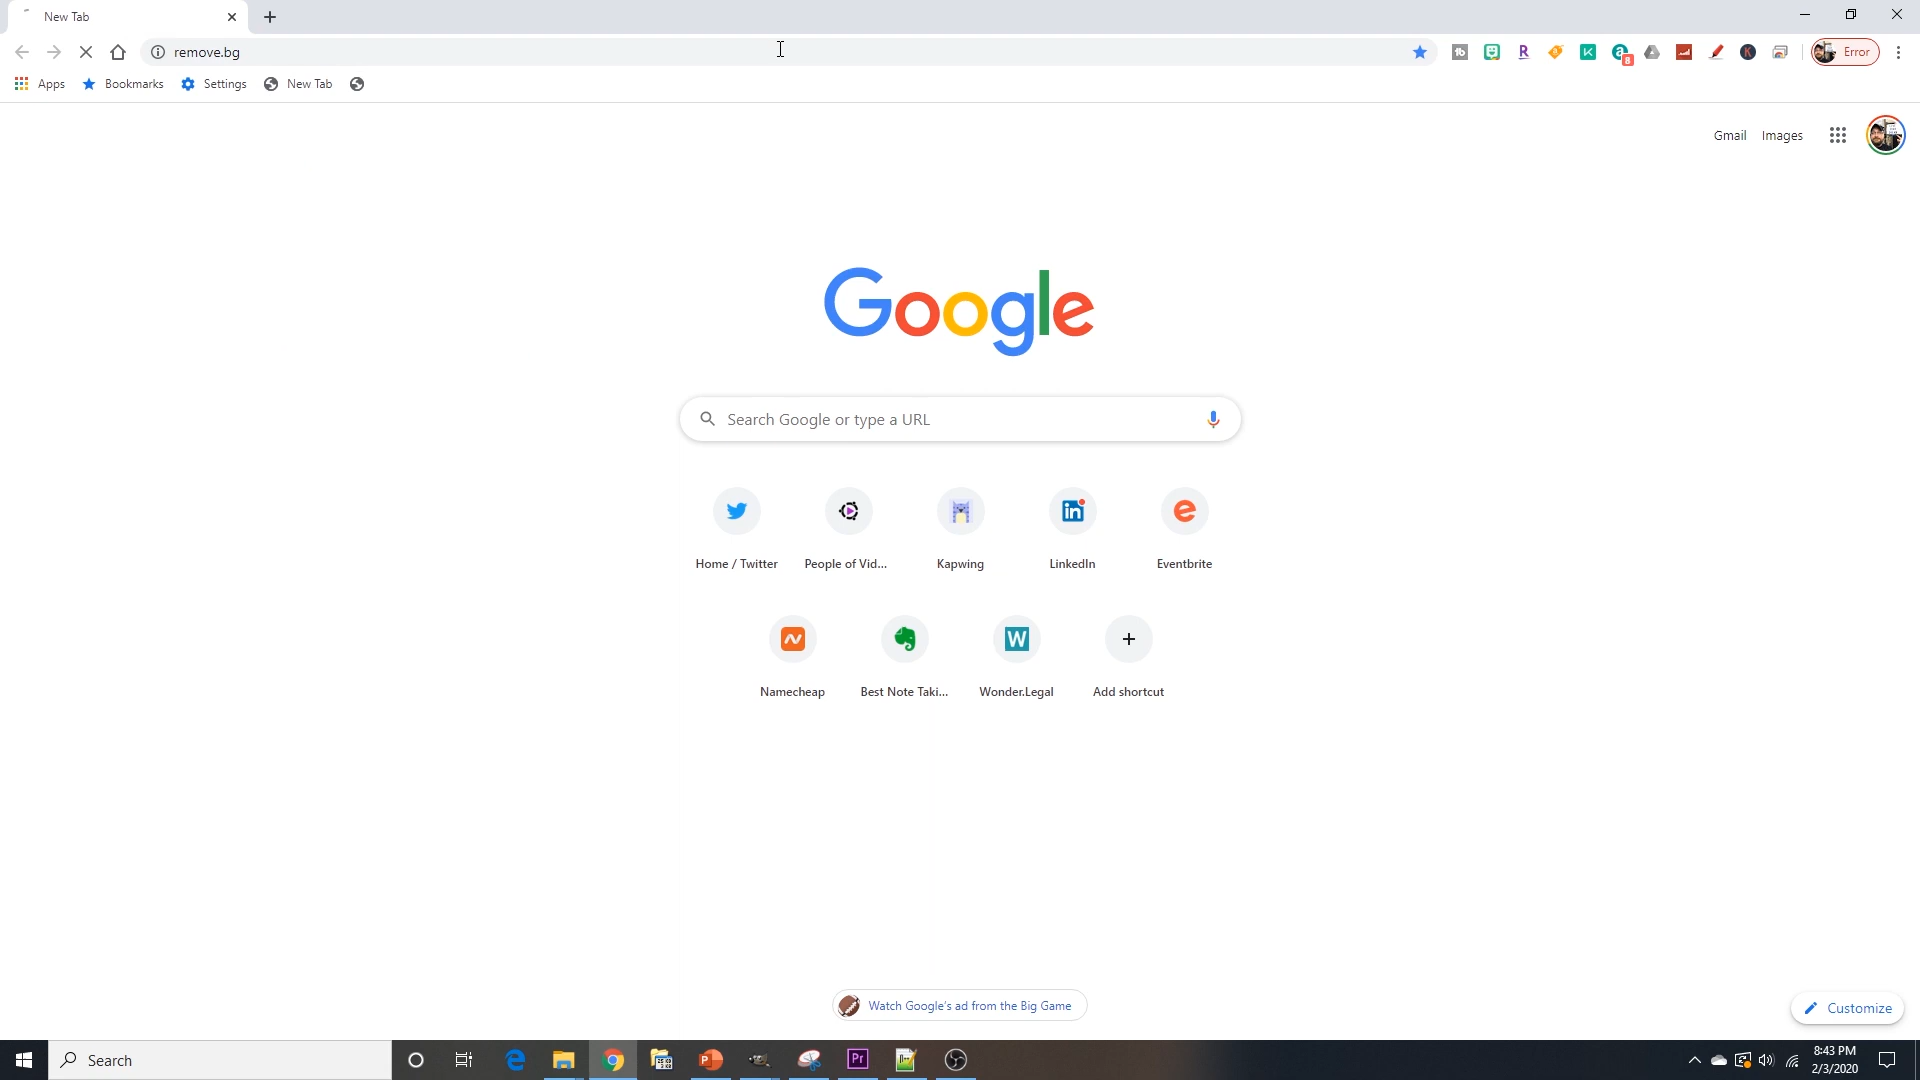 New Tab
remove.bg
Error
8
Apps
Bookmarks
Settings
New Tab
Gmail
Images
Google
Search Google or type a URL
Home / Twitter
People of Vid...
Kapwing
LinkedIn
Eventbrite
Namecheap
Best Note Taki...
Wonder.Legal
Add shortcut
Watch Google's ad from the Big Game
Customize
Search
8:43 PM
2/3/2020